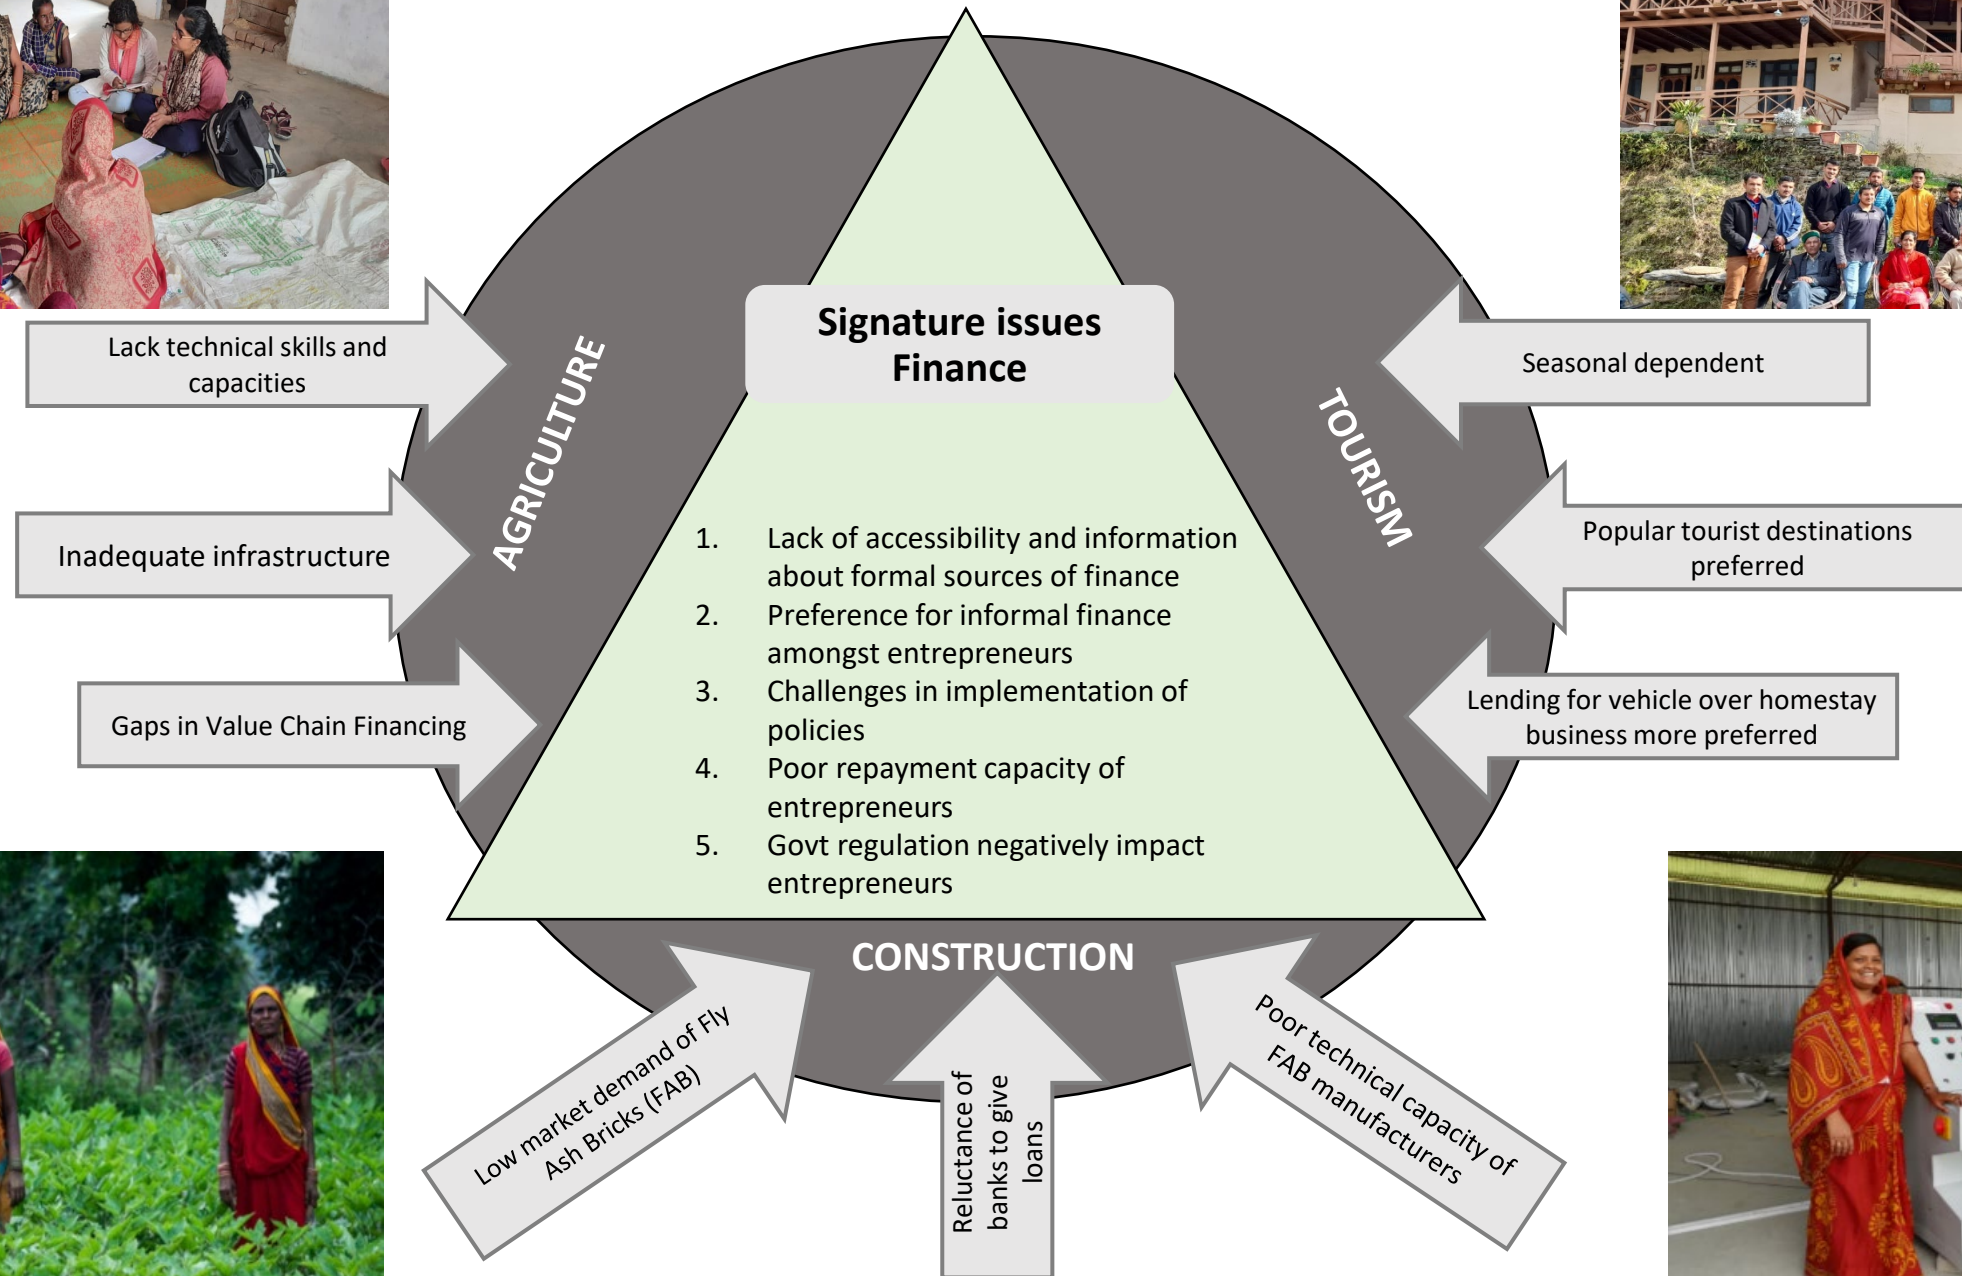 Signature issues
Finance
1. Lack of accessibility and information
about formal sources of finance
2. Preference for informal finance
amongst entrepreneurs
3. Challenges in implementation of
policies
4. Poor repayment capacity of
entrepreneurs
5. Govt regulation negatively impact
entrepreneurs
AGRICULTURE
Lack technical skills and
capacities
Inadequate infrastructure
Gaps in Value Chain Financing
TOURISM
Seasonal dependent
Popular tourist destinations
preferred
Lending for vehicle over homestay
business more preferred
CONSTRUCTION
Low market demand of Fly
Ash Bricks (FAB)
Reluctance of
banks to give
loans
Poor technical capacity of
FAB manufacturers